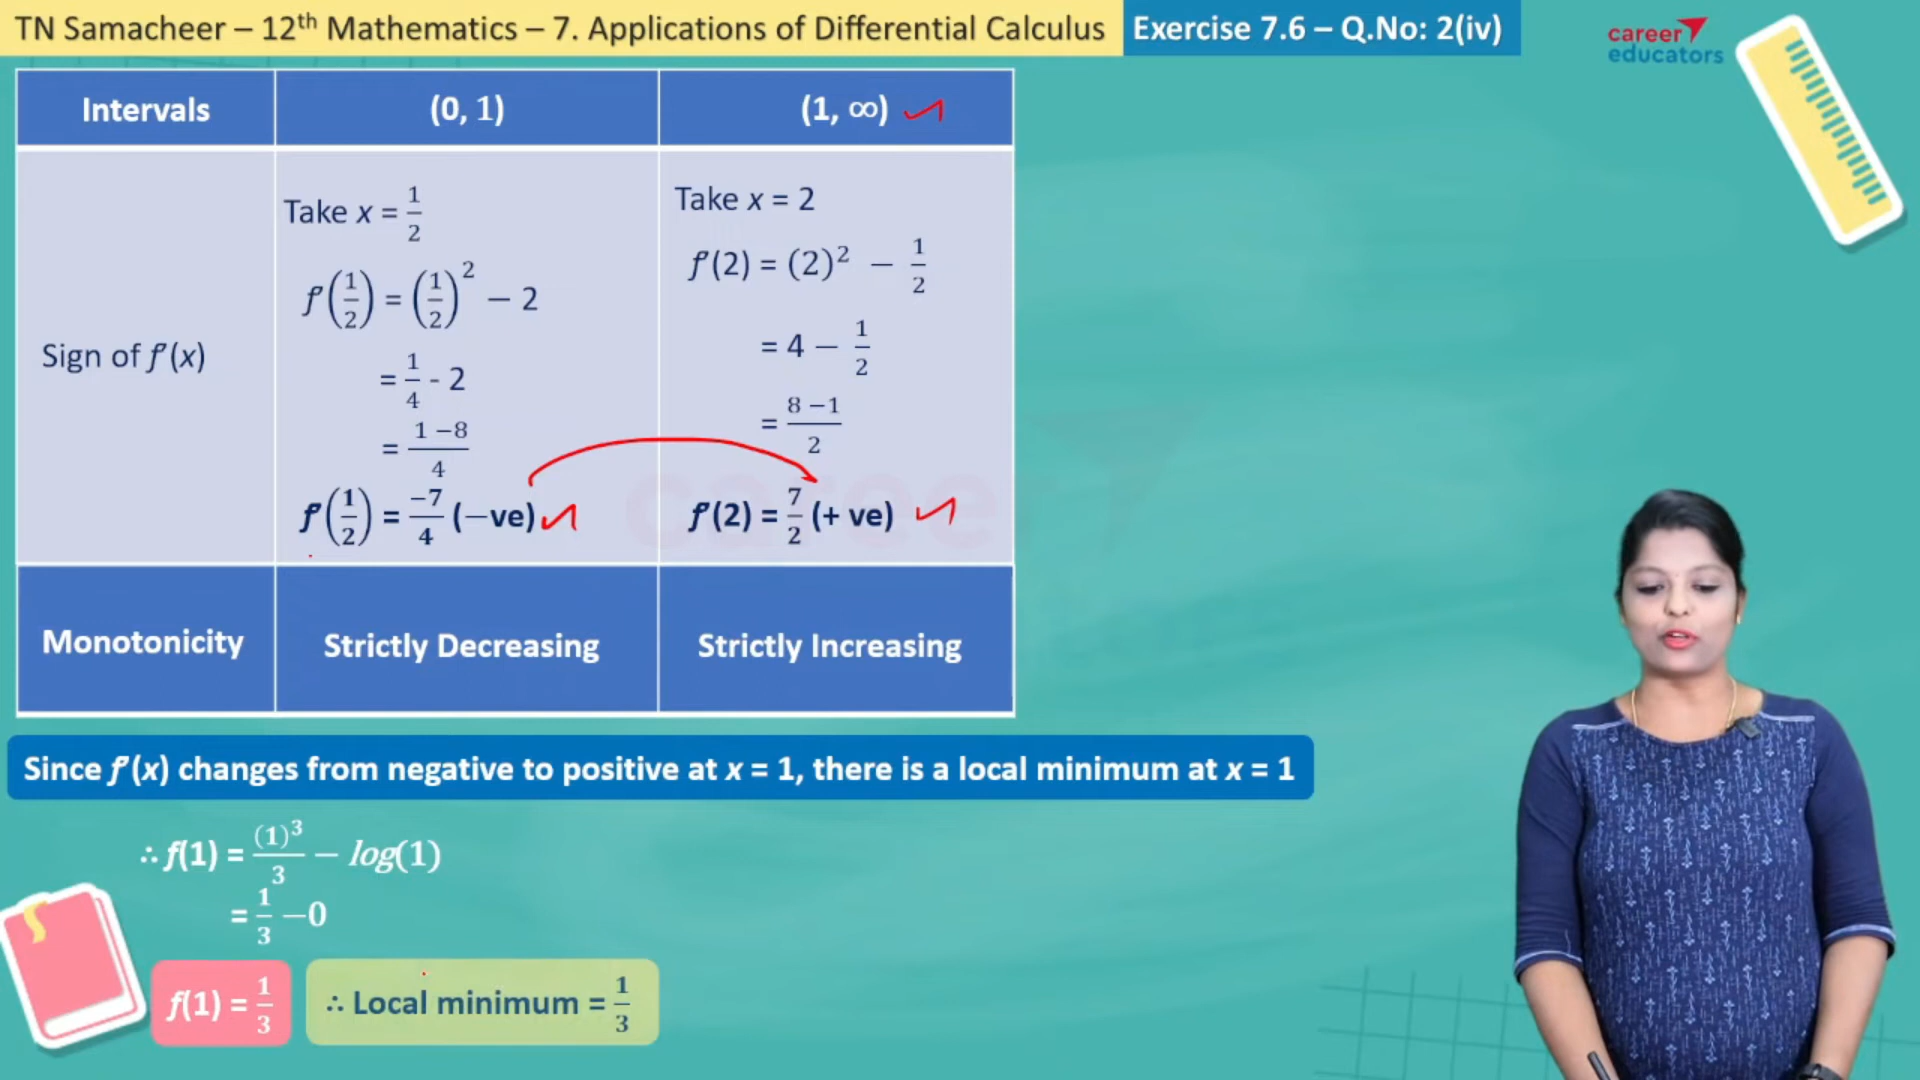 TN Samacheer – 12th Mathematics – 7. Applications of Differential Calculus
Exercise 7.6 – Q.No: 2(iv)
career
educators
Intervals
(0, 1)
(1, ∞)
Sign of f'(x)
Take x = 1/2
f'(1/2) = (1/2)² − 2
= 1/4 - 2
= (1 −8)/4
f'(1/2) = −7/4 (−ve)
Take x = 2
f'(2) = (2)² − 1/2
= 4 − 1/2
= (8 −1)/2
f'(2) = 7/2 (+ ve)
Monotonicity
Strictly Decreasing
Strictly Increasing
Since f'(x) changes from negative to positive at x = 1, there is a local minimum at x = 1
∴ f(1) = (1)³/3 − log(1)
= 1/3 −0
f(1) = 1/3
∴ Local minimum = 1/3
career